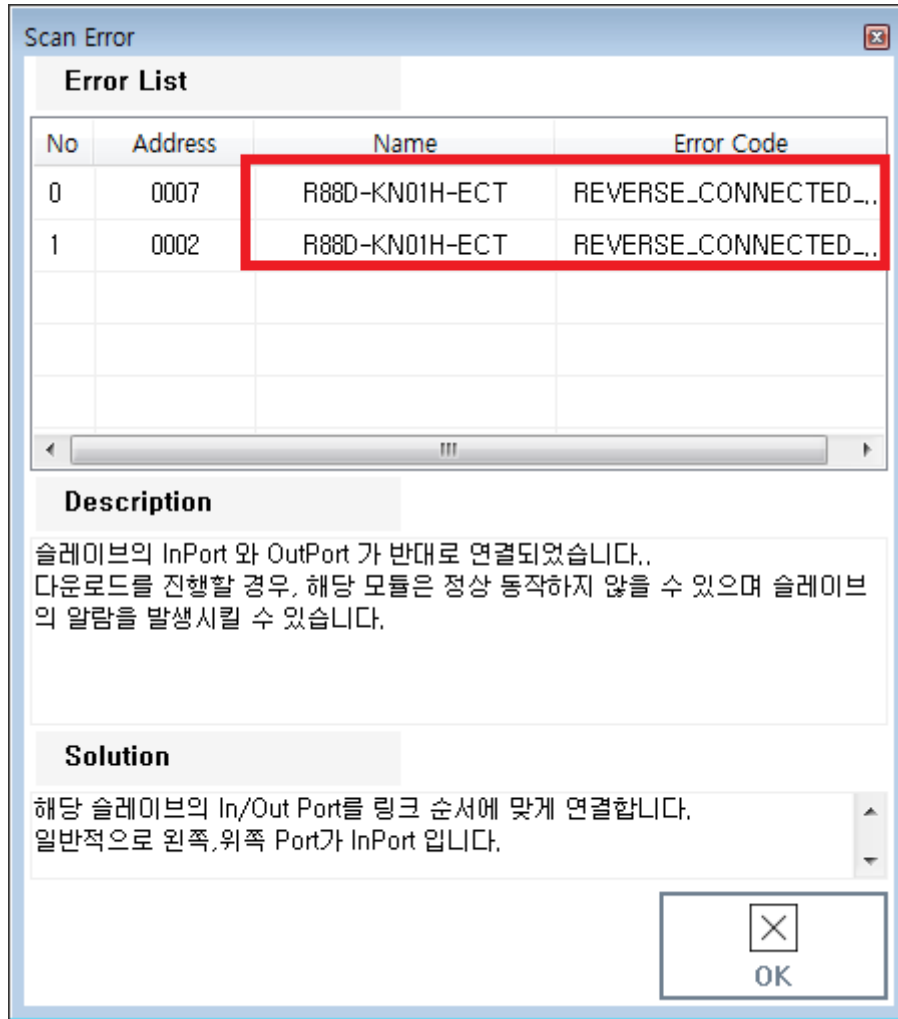 Scan Error
Error List
No Address Name Error Code
0 0007 R88D-KN01H-ECT REVERSE_CONNECTED_..
1 0002 R88D-KN01H-ECT REVERSE_CONNECTED_..
Description
슬레이브의 InPort 와 OutPort 가 반대로 연결되었습니다..
다운로드를 진행할 경우, 해당 모듈은 정상 동작하지 않을 수 있으며 슬레이브
의 알람을 발생시킬 수 있습니다.
Solution
해당 슬레이브의 In/Out Port를 링크 순서에 맞게 연결합니다.
일반적으로 왼쪽,위쪽 Port가 InPort 입니다.
OK